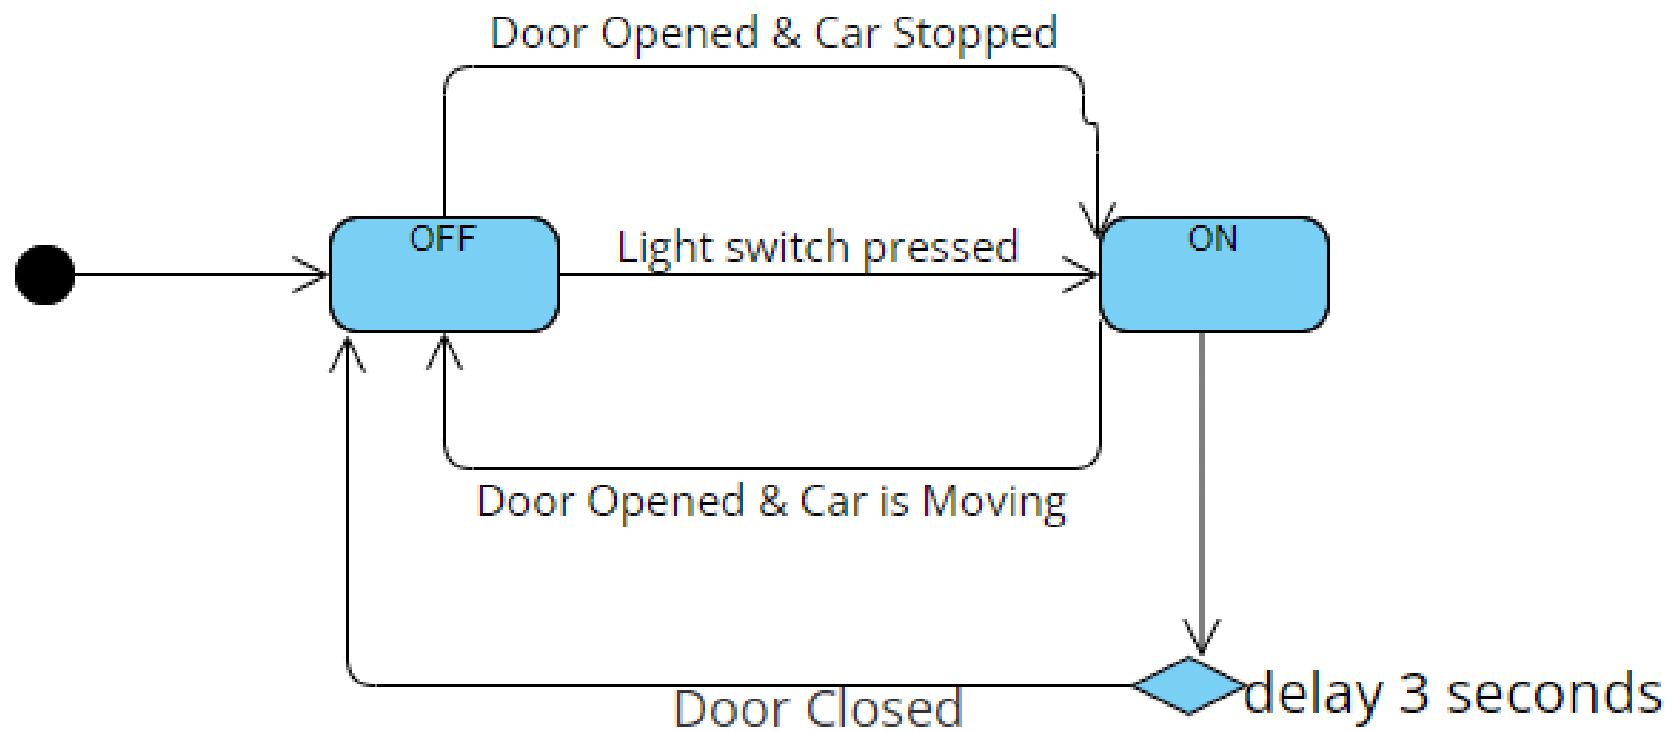 Door Opened & Car Stopped
OFF
Light switch pressed
ON
Door Opened & Car is Moving
delay 3 seconds
Door Closed